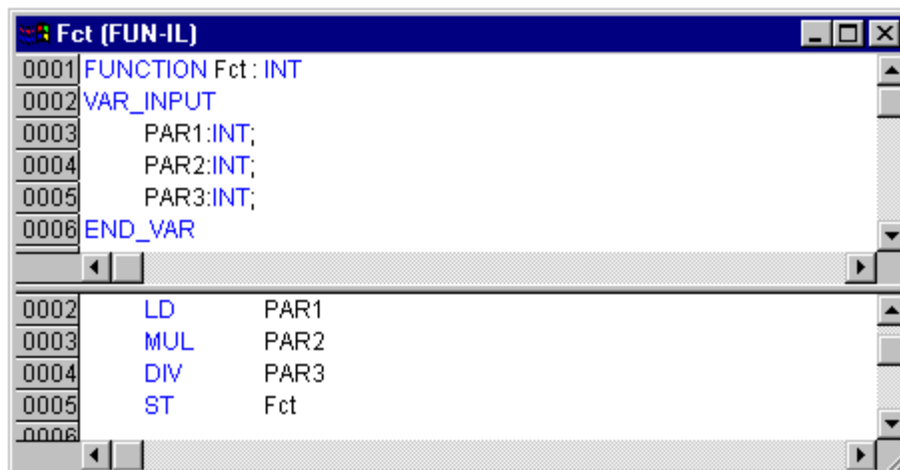 Fct (FUN-IL)
0001 FUNCTION Fct : INT
0002 VAR_INPUT
0003 PAR1:INT;
0004 PAR2:INT;
0005 PAR3:INT;
0006 END_VAR
0002 LD PAR1
0003 MUL PAR2
0004 DIV PAR3
0005 ST Fct
0006